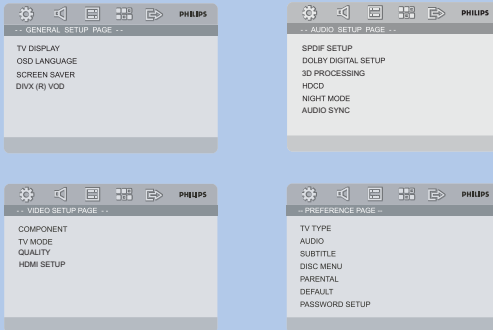 PHILIPS
- - GENERAL SETUP PAGE - -
TV DISPLAY
OSD LANGUAGE
SCREEN SAVER
DIVX (R) VOD
PHILIPS
- - AUDIO SETUP PAGE - -
SPDIF SETUP
DOLBY DIGITAL SETUP
3D PROCESSING
HDCD
NIGHT MODE
AUDIO SYNC
PHILIPS
- - VIDEO SETUP PAGE - -
COMPONENT
TV MODE
QUALITY
HDMI SETUP
PHILIPS
-- PREFERENCE PAGE --
TV TYPE
AUDIO
SUBTITLE
DISC MENU
PARENTAL
DEFAULT
PASSWORD SETUP